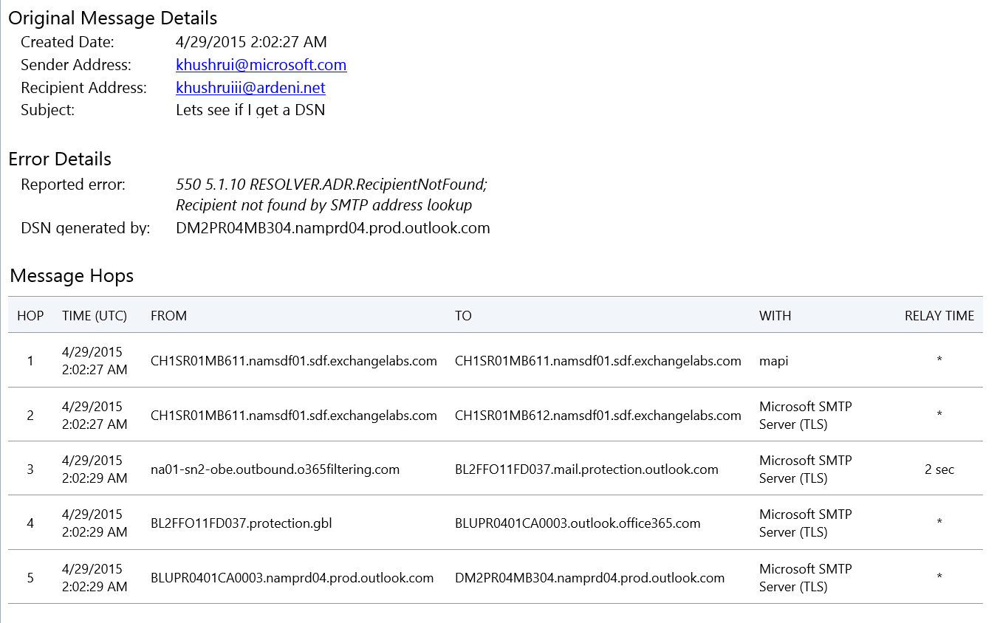 Original Message Details
Created Date: 4/29/2015 2:02:27 AM
Sender Address: khushrui@microsoft.com
Recipient Address: khushruiii@ardeni.net
Subject: Lets see if I get a DSN
Error Details
Reported error: 550 5.1.10 RESOLVER.ADR.RecipientNotFound;
Recipient not found by SMTP address lookup
DSN generated by: DM2PR04MB304.namprd04.prod.outlook.com
Message Hops
HOP TIME (UTC) FROM TO WITH RELAY TIME
4/29/2015
1 CH1SR01MB611.namsdf01.sdf.exchangelabs.com CH1SR01MB611.namsdf01.sdf.exchangelabs.com mapi *
2:02:27 AM
4/29/2015 Microsoft SMTP
2 CH1SR01MB611.namsdf01.sdf.exchangelabs.com CH1SR01MB612.namsdf01.sdf.exchangelabs.com *
2:02:27 AM Server (TLS)
4/29/2015 Microsoft SMTP
3 na01-sn2-obe.outbound.o365filtering.com BL2FFO11FD037.mail.protection.outlook.com 2 sec
2:02:29 AM Server (TLS)
4/29/2015 Microsoft SMTP
4 BL2FFO11FD037.protection.gbl BLUPR0401CA0003.outlook.office365.com *
2:02:29 AM Server (TLS)
4/29/2015 Microsoft SMTP
5 BLUPR0401CA0003.namprd04.prod.outlook.com DM2PR04MB304.namprd04.prod.outlook.com *
2:02:29 AM Server (TLS)